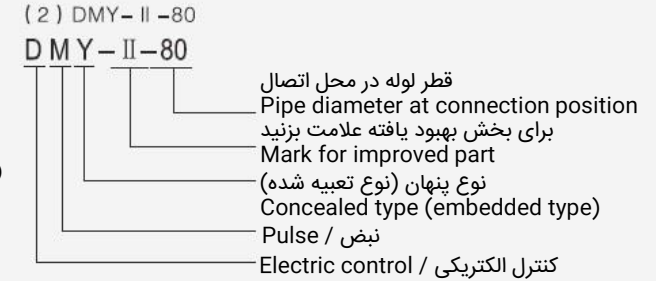 (2) DMY-II-80
DMY-II-80
قطر لوله در محل اتصال
Pipe diameter at connection position
برای بخش بهبود یافته علامت بزنید
Mark for improved part
نوع پنهان (نوع تعبیه شده)
Concealed type (embedded type)
نبض / Pulse
کنترل الکتریکی / Electric control